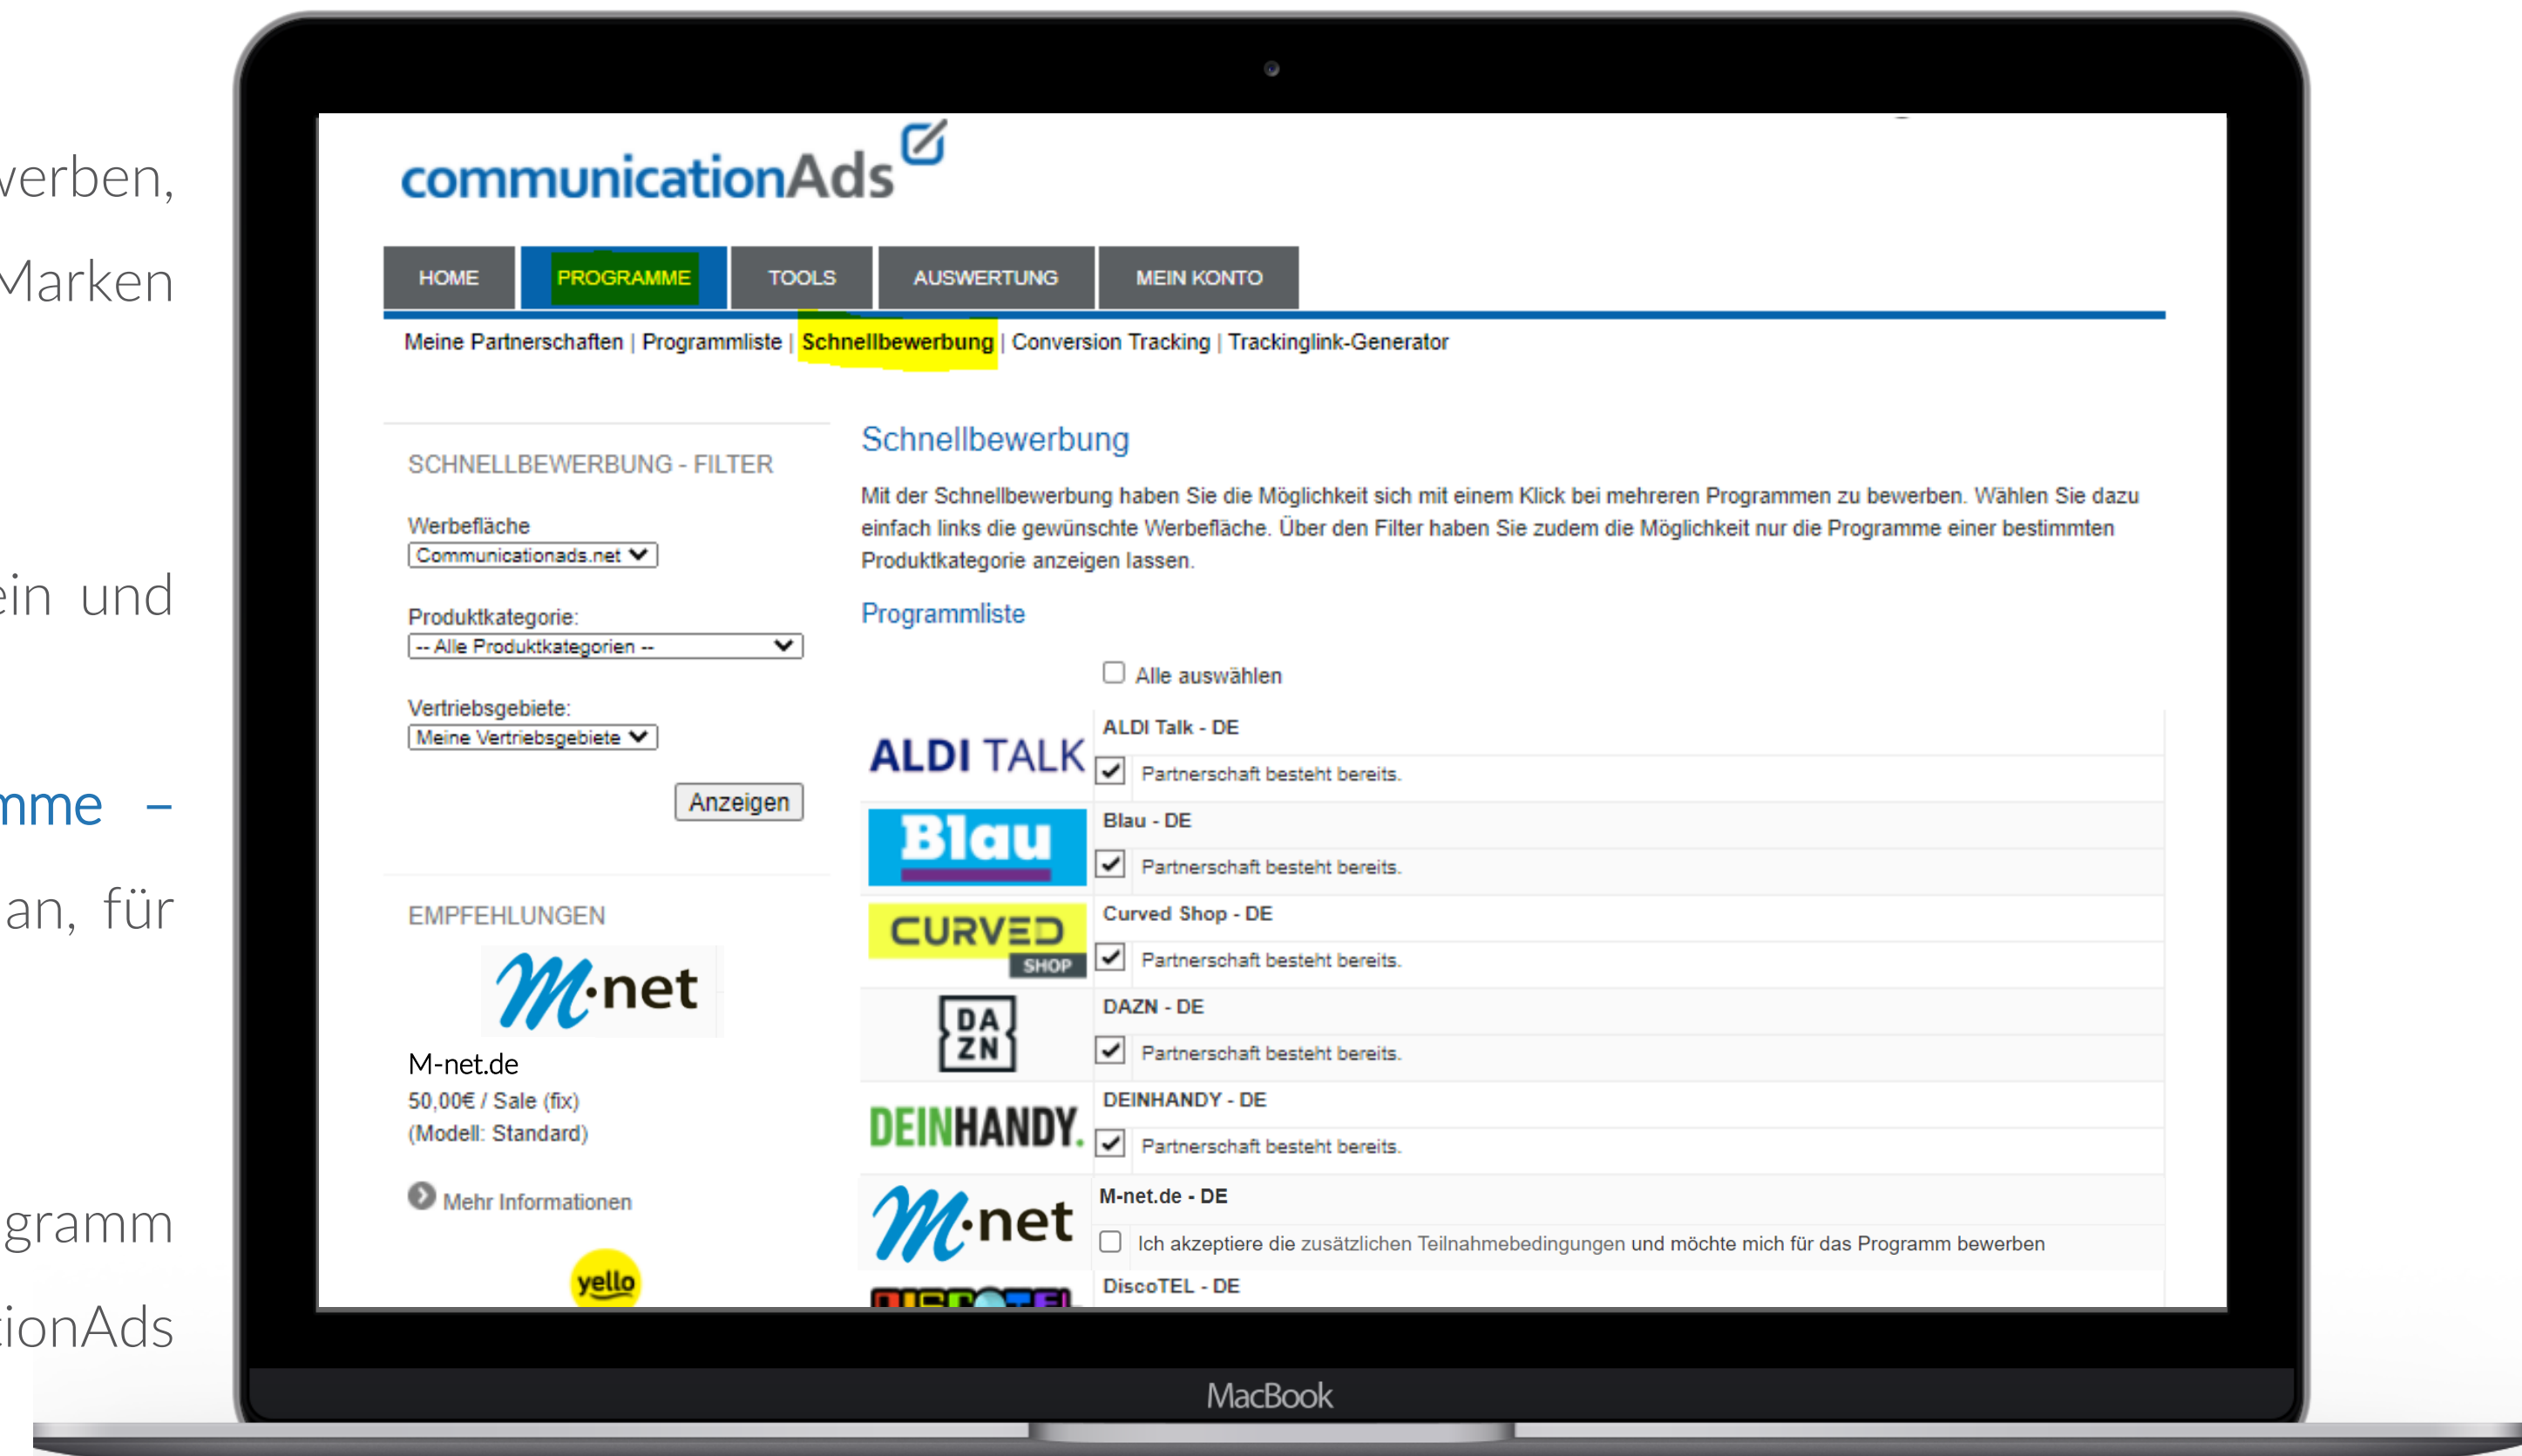 werben,
Marken
ein und
mme –
an, für
gramm
tionAds
communicationAds
HOME PROGRAMME TOOLS AUSWERTUNG MEIN KONTO
Meine Partnerschaften | Programmliste | Schnellbewerbung | Conversion Tracking | Trackinglink-Generator
SCHNELLBEWERBUNG - FILTER
Werbefläche
Communicationads.net
Produktkategorie:
-- Alle Produktkategorien --
Vertriebsgebiete:
Meine Vertriebsgebiete
Anzeigen
EMPFEHLUNGEN
M·net
M-net.de
50,00€ / Sale (fix)
(Modell: Standard)
Mehr Informationen
yello
Schnellbewerbung
Mit der Schnellbewerbung haben Sie die Möglichkeit sich mit einem Klick bei mehreren Programmen zu bewerben. Wählen Sie dazu
einfach links die gewünschte Werbefläche. Über den Filter haben Sie zudem die Möglichkeit nur die Programme einer bestimmten
Produktkategorie anzeigen lassen.
Programmliste
Alle auswählen
ALDI TALK
ALDI Talk - DE
Partnerschaft besteht bereits.
Blau
Blau - DE
Partnerschaft besteht bereits.
CURVED
SHOP
Curved Shop - DE
Partnerschaft besteht bereits.
DA
ZN
DAZN - DE
Partnerschaft besteht bereits.
DEINHANDY.
DEINHANDY - DE
Partnerschaft besteht bereits.
M·net
M-net.de - DE
Ich akzeptiere die zusätzlichen Teilnahmebedingungen und möchte mich für das Programm bewerben
DISCOTEL
DiscoTEL - DE
MacBook